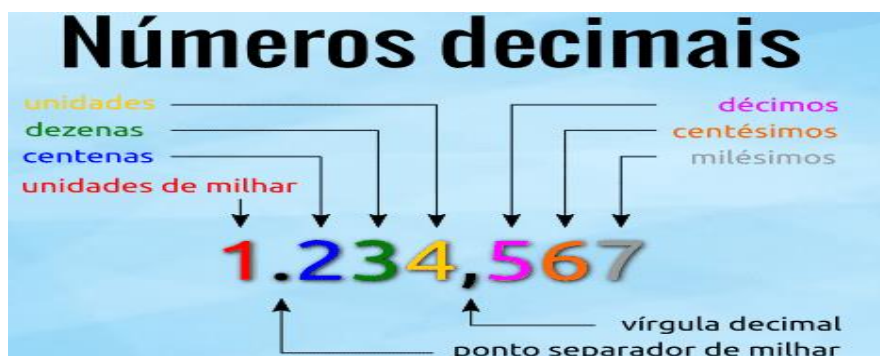 Números decimais
unidades
dezenas
centenas
unidades de milhar
décimos
centésimos
milésimos
1.234,567
vírgula decimal
ponto separador de milhar